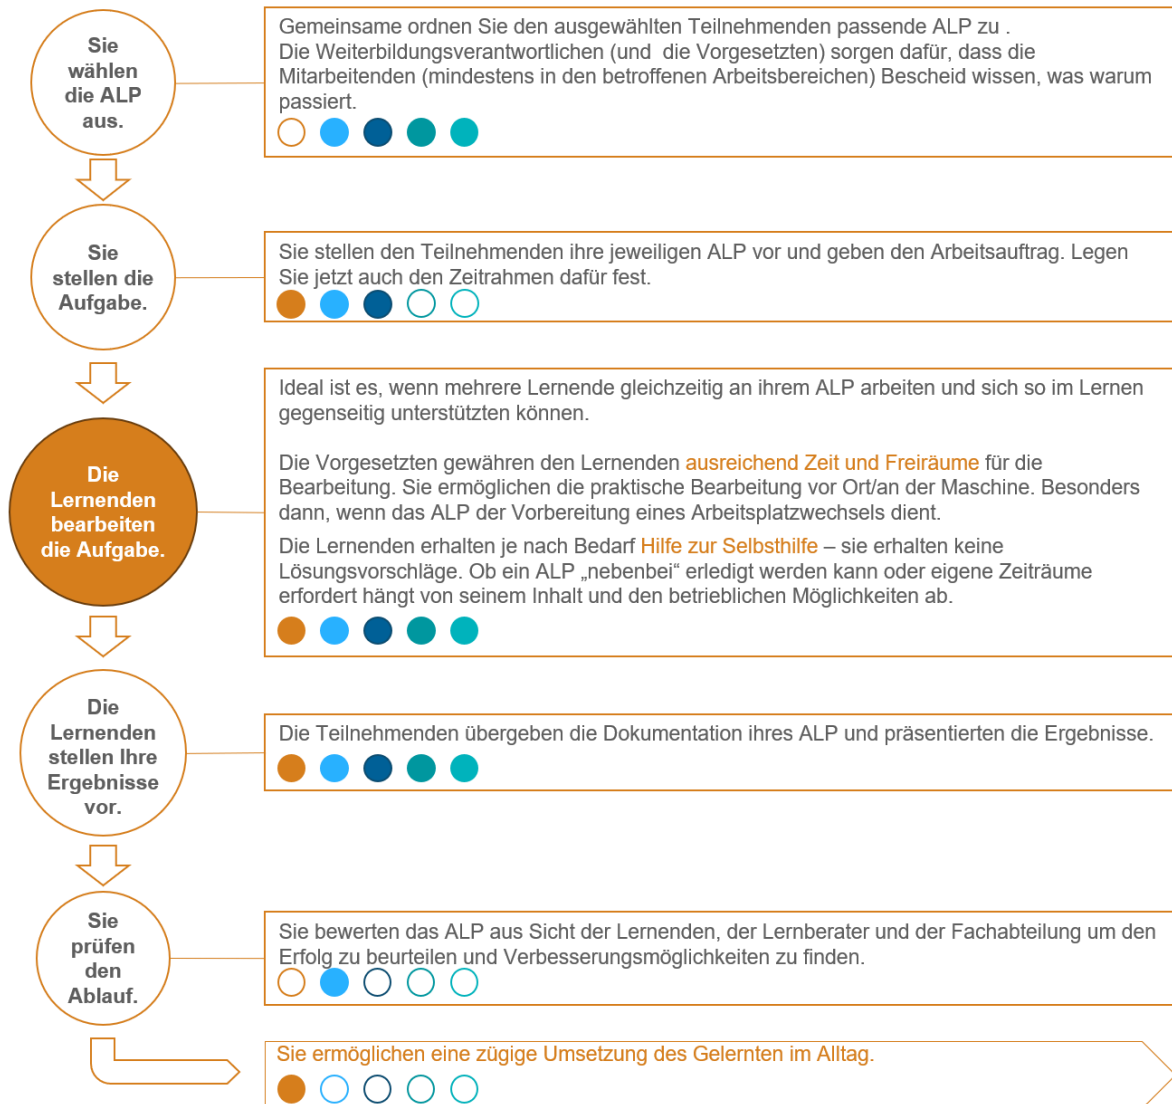 Sie
wählen
die ALP
aus.
Gemeinsame ordnen Sie den ausgewählten Teilnehmenden passende ALP zu .
Die Weiterbildungsverantwortlichen (und die Vorgesetzten) sorgen dafür, dass die
Mitarbeitenden (mindestens in den betroffenen Arbeitsbereichen) Bescheid wissen, was warum
passiert.
Sie
stellen die
Aufgabe.
Sie stellen den Teilnehmenden ihre jeweiligen ALP vor und geben den Arbeitsauftrag. Legen
Sie jetzt auch den Zeitrahmen dafür fest.
Die
Lernenden
bearbeiten
die Aufgabe.
Ideal ist es, wenn mehrere Lernende gleichzeitig an ihrem ALP arbeiten und sich so im Lernen
gegenseitig unterstützten können.
Die Vorgesetzten gewähren den Lernenden ausreichend Zeit und Freiräume für die
Bearbeitung. Sie ermöglichen die praktische Bearbeitung vor Ort/an der Maschine. Besonders
dann, wenn das ALP der Vorbereitung eines Arbeitsplatzwechsels dient.
Die Lernenden erhalten je nach Bedarf Hilfe zur Selbsthilfe – sie erhalten keine
Lösungsvorschläge. Ob ein ALP „nebenbei“ erledigt werden kann oder eigene Zeiträume
erfordert hängt von seinem Inhalt und den betrieblichen Möglichkeiten ab.
Die
Lernenden
stellen Ihre
Ergebnisse
vor.
Die Teilnehmenden übergeben die Dokumentation ihres ALP und präsentierten die Ergebnisse.
Sie
prüfen
den
Ablauf.
Sie bewerten das ALP aus Sicht der Lernenden, der Lernberater und der Fachabteilung um den
Erfolg zu beurteilen und Verbesserungsmöglichkeiten zu finden.
Sie ermöglichen eine zügige Umsetzung des Gelernten im Alltag.